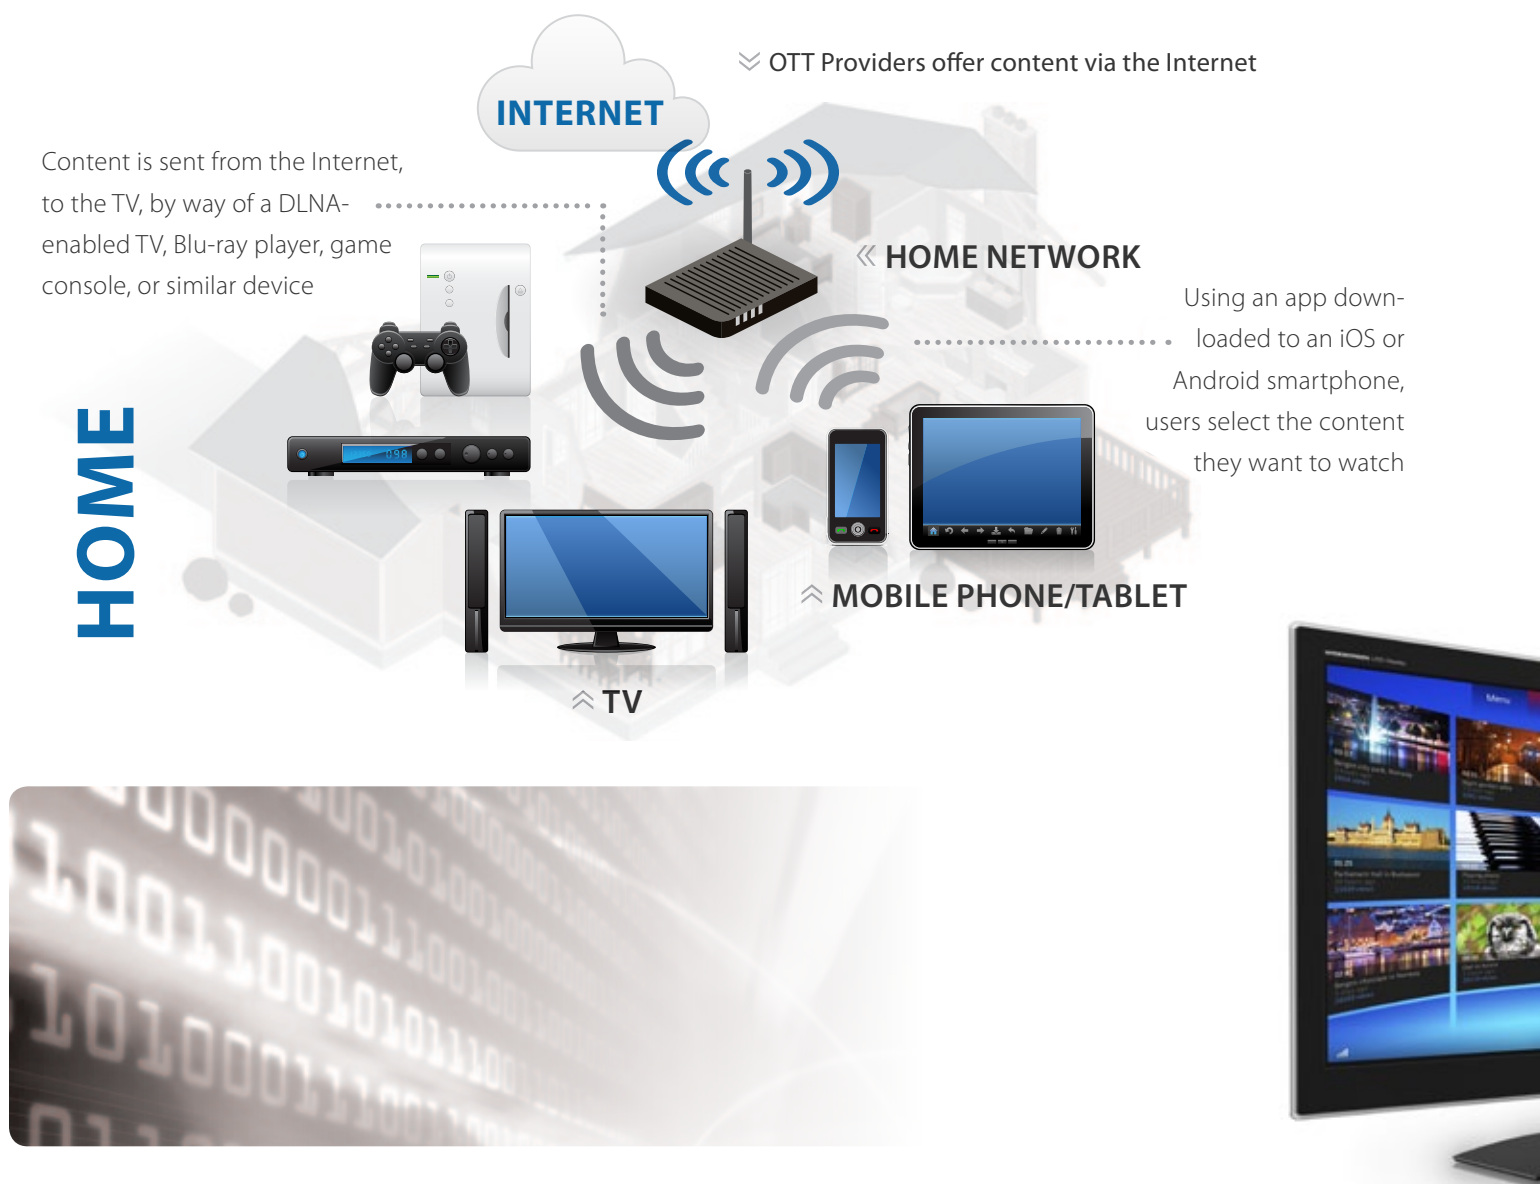 OTT Providers offer content via the Internet
INTERNET
Content is sent from the Internet,
to the TV, by way of a DLNA-
enabled TV, Blu-ray player, game
console, or similar device
HOME NETWORK
Using an app down-
loaded to an iOS or
Android smartphone,
users select the content
they want to watch
HOME
098
MOBILE PHONE/TABLET
TV
Menu